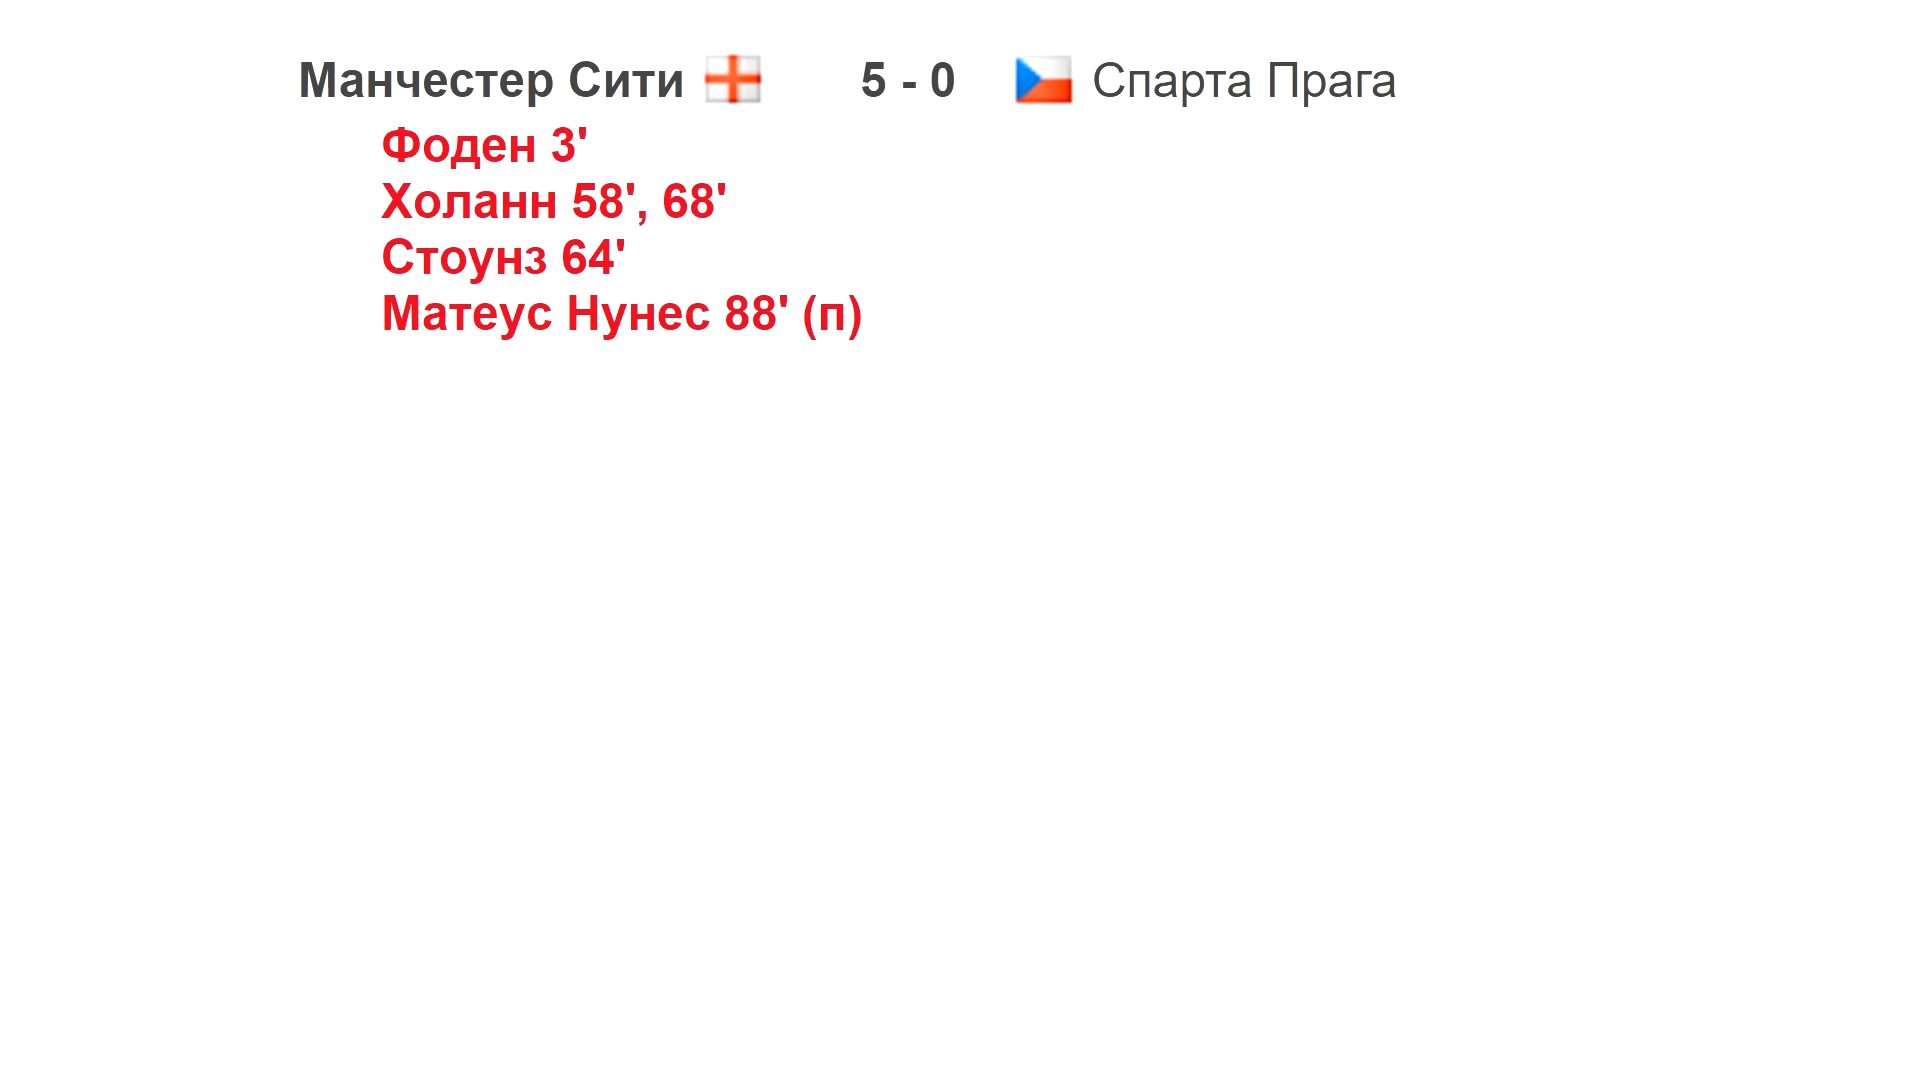 Манчестер Сити 5 - 0 Спарта Прага
Фоден 3'
Холанн 58', 68'
Стоунз 64'
Матеус Нунес 88' (п)